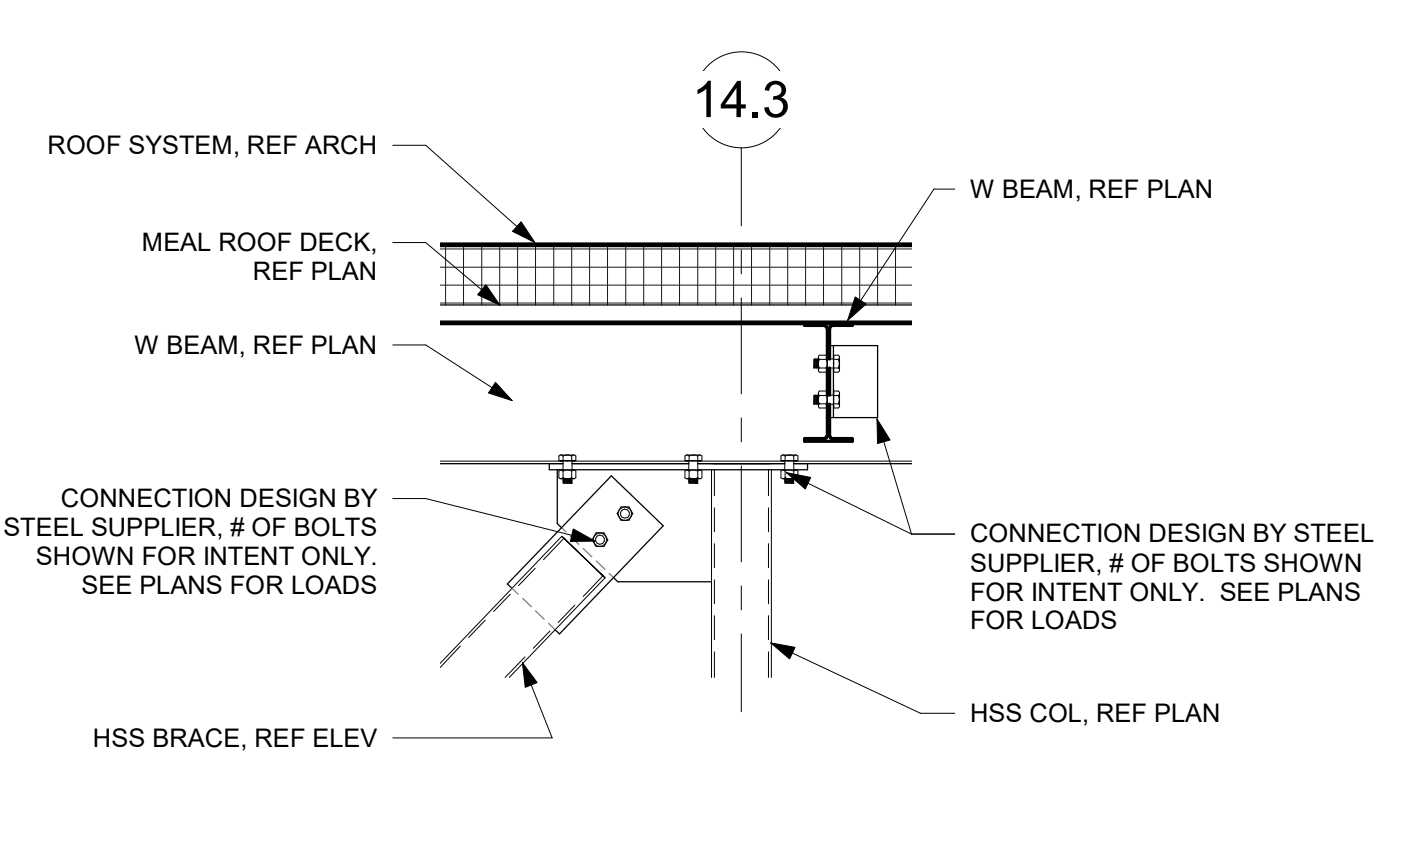 14.3
ROOF SYSTEM, REF ARCH
MEAL ROOF DECK,
REF PLAN
W BEAM, REF PLAN
CONNECTION DESIGN BY
STEEL SUPPLIER, # OF BOLTS
SHOWN FOR INTENT ONLY.
SEE PLANS FOR LOADS
HSS BRACE, REF ELEV
W BEAM, REF PLAN
CONNECTION DESIGN BY STEEL
SUPPLIER, # OF BOLTS SHOWN
FOR INTENT ONLY.  SEE PLANS
FOR LOADS
HSS COL, REF PLAN